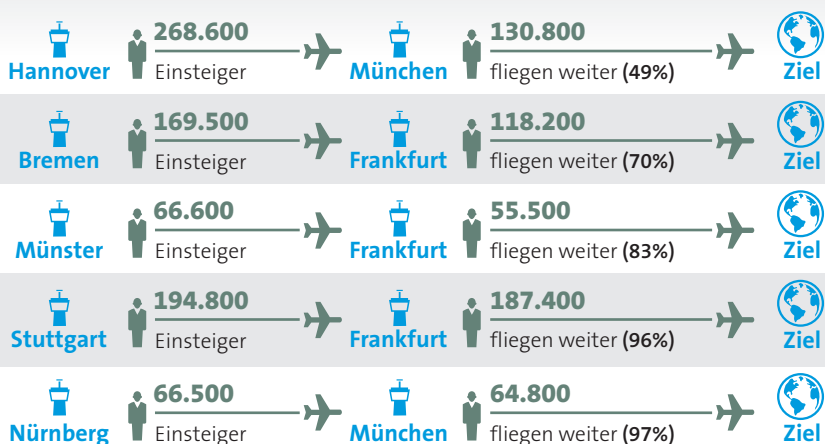 268.600 130.800
Hannover Einsteiger München fliegen weiter (49%) Ziel
169.500 118.200
Bremen Einsteiger Frankfurt fliegen weiter (70%) Ziel
66.600 55.500
Münster Einsteiger Frankfurt fliegen weiter (83%) Ziel
194.800 187.400
Stuttgart Einsteiger Frankfurt fliegen weiter (96%) Ziel
66.500 64.800
Nürnberg Einsteiger München fliegen weiter (97%) Ziel